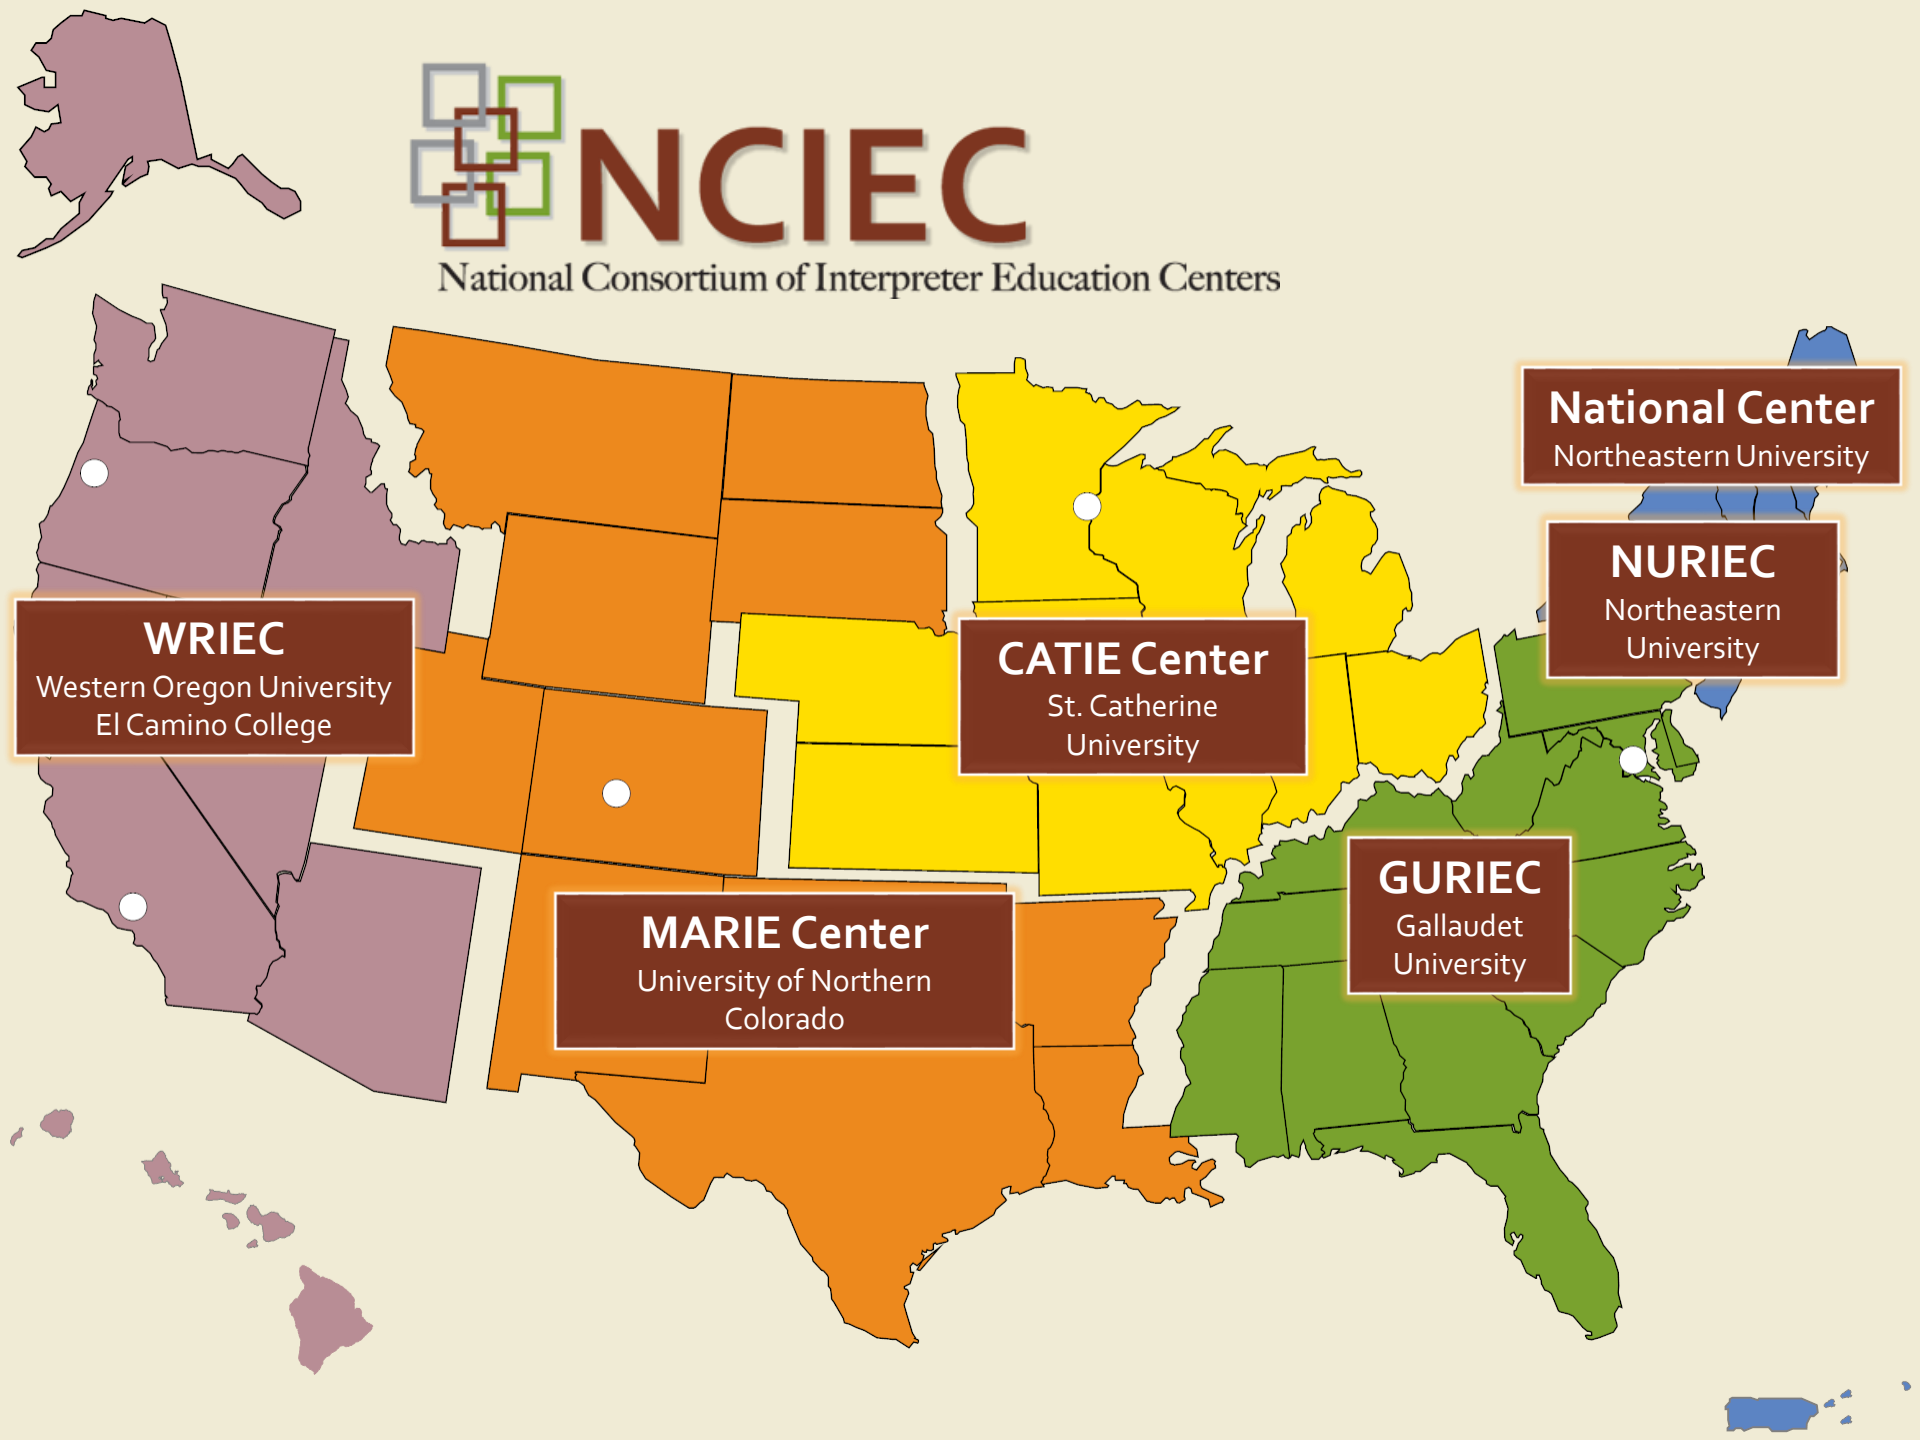 NCIEC
National Consortium of Interpreter Education Centers
National Center
Northeastern University
NURIEC
Northeastern
University
WRIEC
Western Oregon University
El Camino College
CATIE Center
St. Catherine
University
GURIEC
Gallaudet
University
MARIE Center
University of Northern
Colorado